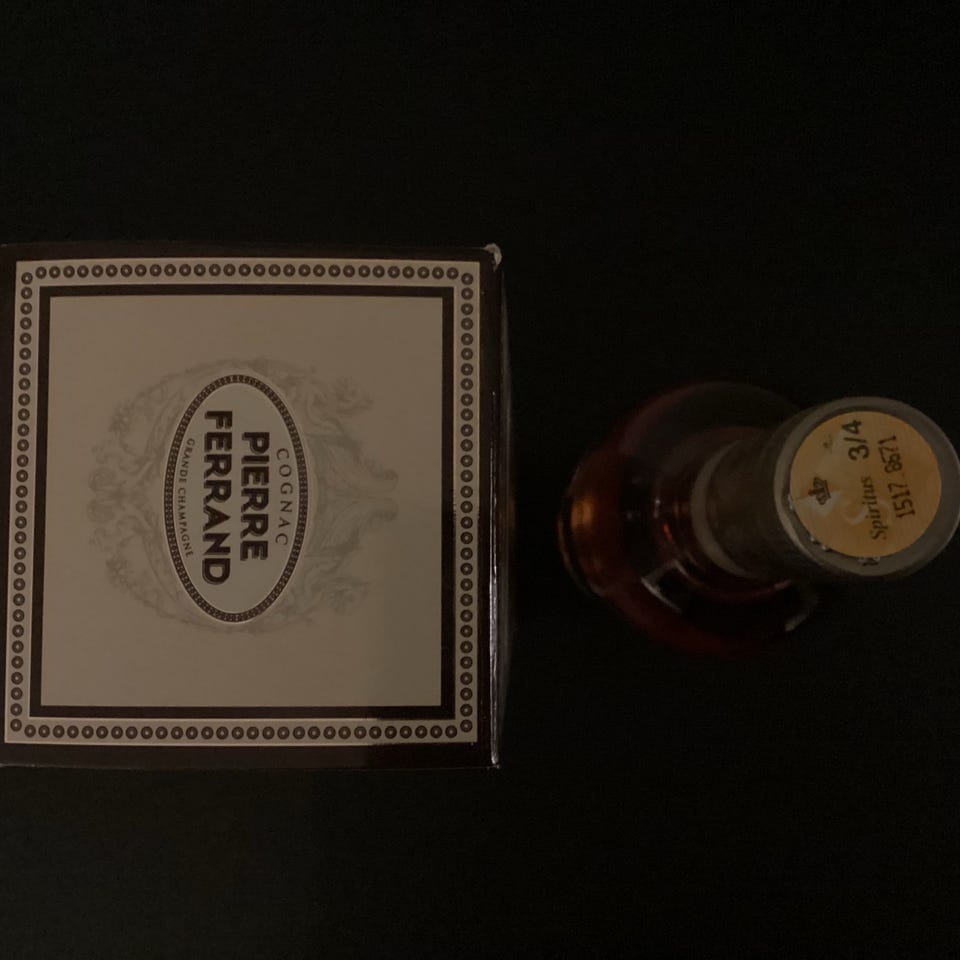 COGNAC
PIERRE
FERRAND
GRANDE CHAMPAGNE
Spiritus 3/4
1517 8671